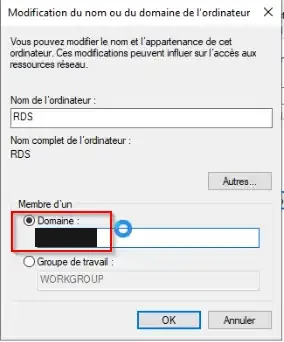 Modification du nom ou du domaine de l'ordinateur
Vous pouvez modifier le nom et l'appartenance de cet
ordinateur. Ces modifications peuvent influer sur l'accès aux
ressources réseau.
Nom de l'ordinateur :
RDS
Nom complet de l'ordinateur :
RDS
Autres...
Membre d'un
Domaine :
Groupe de travail :
WORKGROUP
OK
Annuler